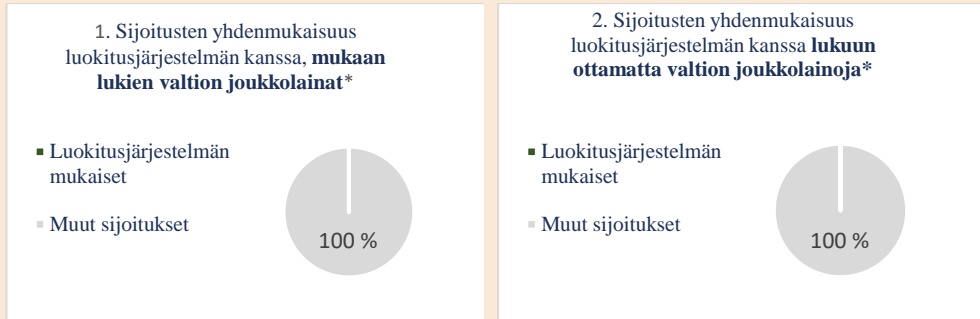 1. Sijoitusten yhdenmukaisuus
luokitusjärjestelmän kanssa, mukaan
lukien valtion joukkolainat*
Luokitusjärjestelmän
mukaiset
Muut sijoitukset
100 %
2. Sijoitusten yhdenmukaisuus
luokitusjärjestelmän kanssa lukuun
ottamatta valtion joukkolainoja*
Luokitusjärjestelmän
mukaiset
Muut sijoitukset
100 %